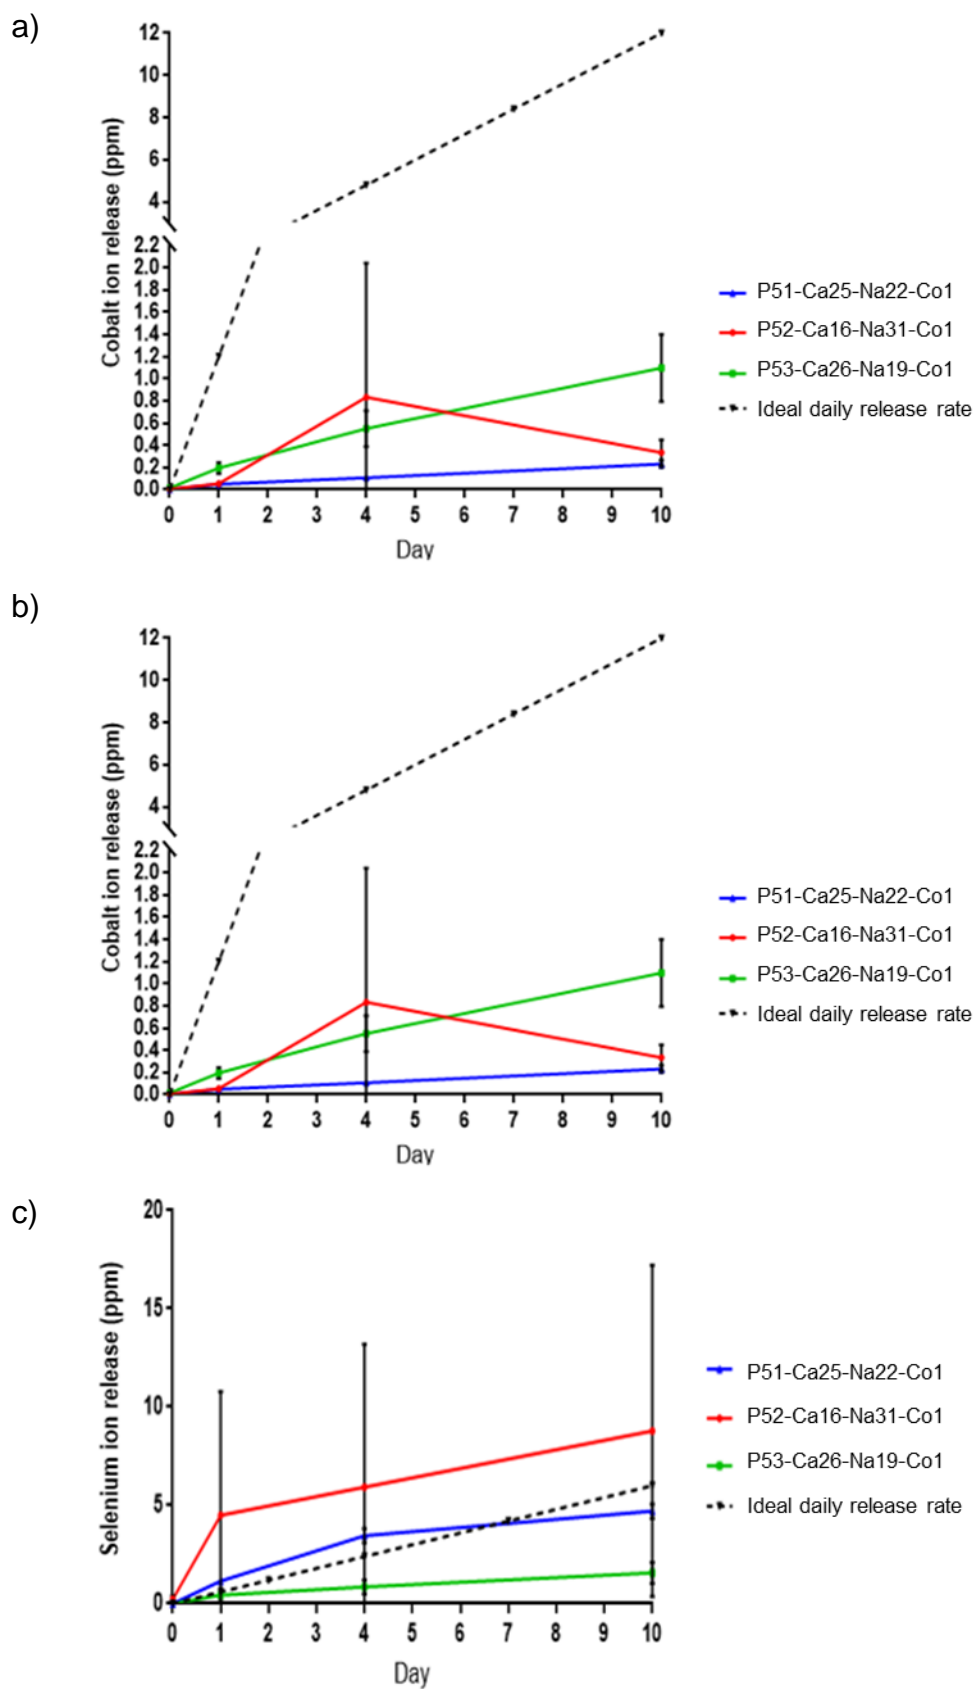 a)
Cobalt ion release (ppm)
12
10
8
6
4
2.2
2.0
1.8
1.6
1.4
1.2
1.0
0.8
0.6
0.4
0.2
0.0
0 1 2 3 4 5 6 7 8 9 10
Day
P51-Ca25-Na22-Co1
P52-Ca16-Na31-Co1
P53-Ca26-Na19-Co1
Ideal daily release rate
b)
Cobalt ion release (ppm)
12
10
8
6
4
2.2
2.0
1.8
1.6
1.4
1.2
1.0
0.8
0.6
0.4
0.2
0.0
0 1 2 3 4 5 6 7 8 9 10
Day
P51-Ca25-Na22-Co1
P52-Ca16-Na31-Co1
P53-Ca26-Na19-Co1
Ideal daily release rate
c)
Selenium ion release (ppm)
20
15
10
5
0
0 1 2 3 4 5 6 7 8 9 10
Day
P51-Ca25-Na22-Co1
P52-Ca16-Na31-Co1
P53-Ca26-Na19-Co1
Ideal daily release rate